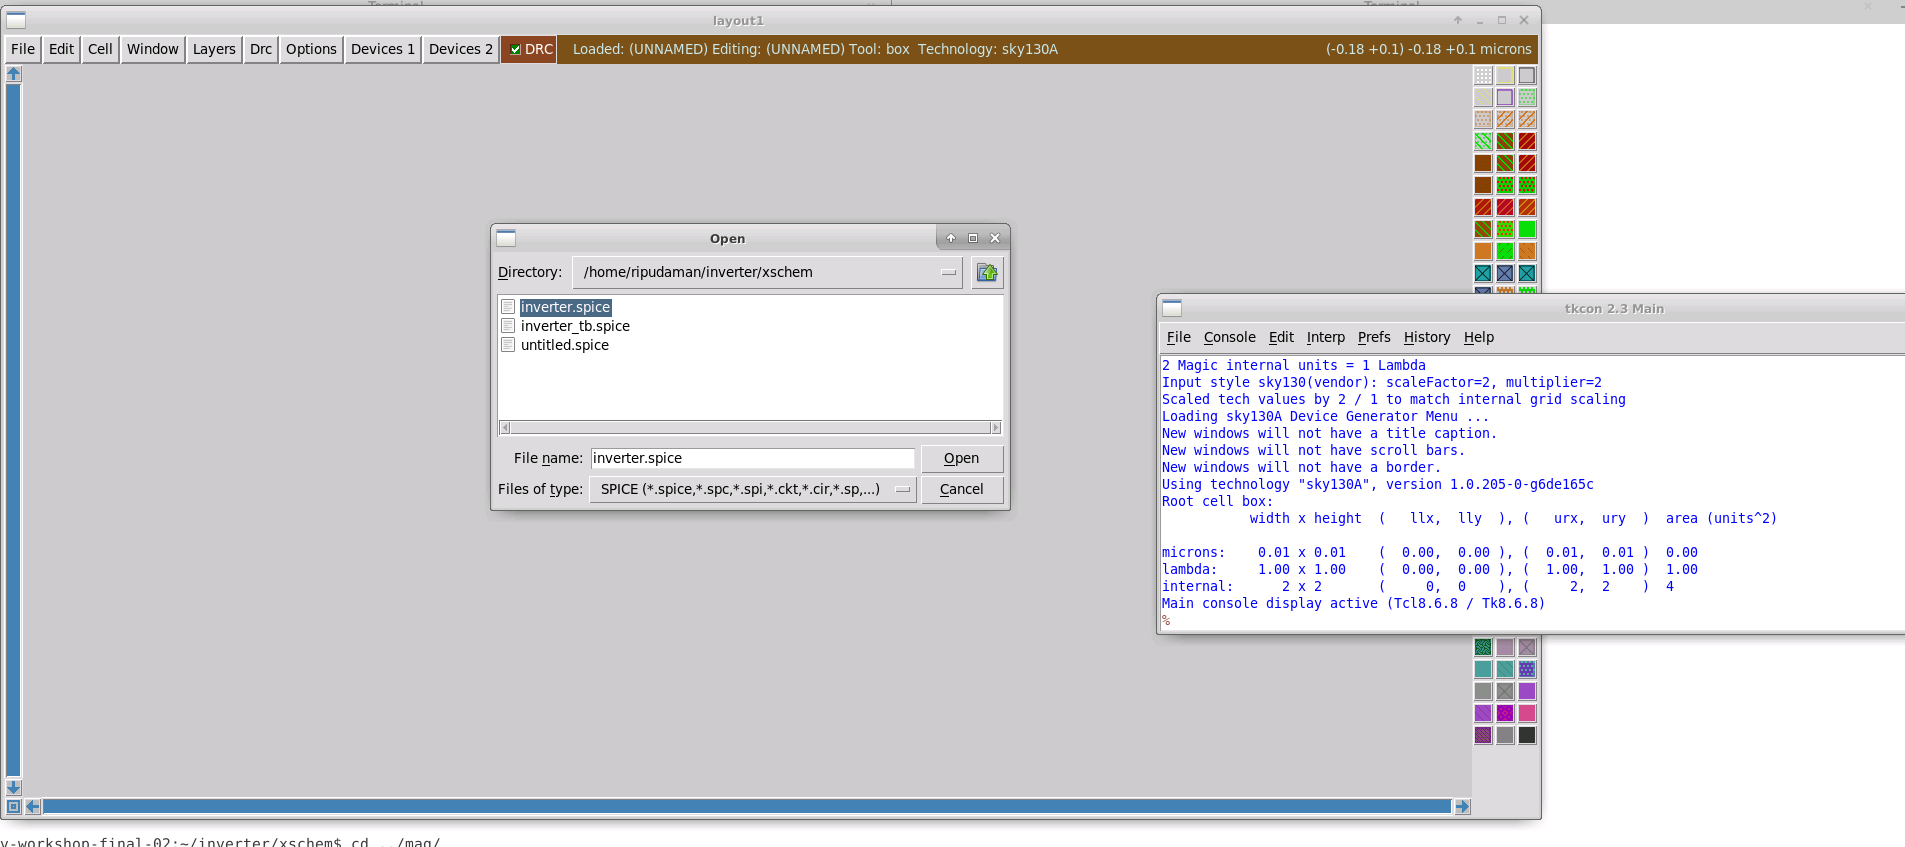 Terminal
Terminal
layout1
File Edit Cell Window Layers Drc Options Devices 1 Devices 2 DRC Loaded: (UNNAMED) Editing: (UNNAMED) Tool: box Technology: sky130A (-0.18 +0.1) -0.18 +0.1 microns
Open
Directory: /home/ripudaman/inverter/xschem
inverter.spice
inverter_tb.spice
untitled.spice
File name: inverter.spice Open
Files of type: SPICE (*.spice,*.spc,*.spi,*.ckt,*.cir,*.sp,...) Cancel
tkcon 2.3 Main
File Console Edit Interp Prefs History Help
2 Magic internal units = 1 Lambda
Input style sky130(vendor): scaleFactor=2, multiplier=2
Scaled tech values by 2 / 1 to match internal grid scaling
Loading sky130A Device Generator Menu ...
New windows will not have a title caption.
New windows will not have scroll bars.
New windows will not have a border.
Using technology "sky130A", version 1.0.205-0-g6de165c
Root cell box:
width x height ( llx, lly ), ( urx, ury ) area (units^2)
microns: 0.01 x 0.01 ( 0.00, 0.00 ), ( 0.01, 0.01 ) 0.00
lambda: 1.00 x 1.00 ( 0.00, 0.00 ), ( 1.00, 1.00 ) 1.00
internal: 2 x 2 ( 0, 0 ), ( 2, 2 ) 4
Main console display active (Tcl8.6.8 / Tk8.6.8)
%
y-workshop-final-02:~/inverter/xschem$ cd ../mag/